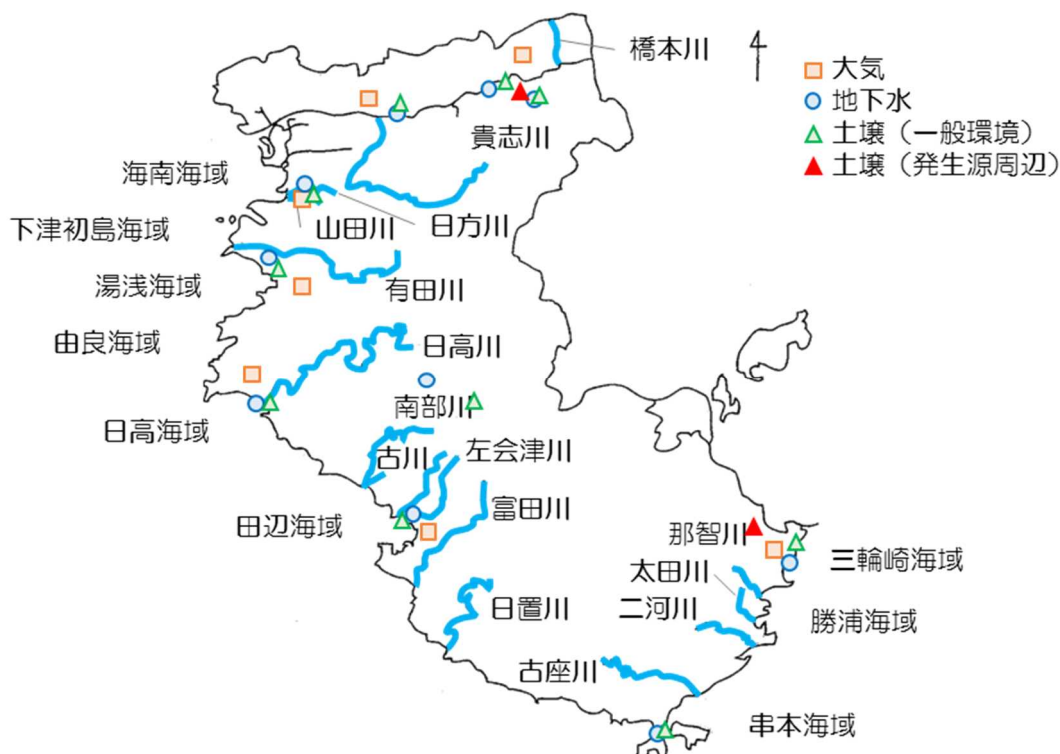 橋本川
大気
地下水
土壌（一般環境）
土壌（発生源周辺）
貴志川
海南海域
山田川
日方川
下津初島海域
湯浅海域
有田川
由良海域
日高川
南部川
日高海域
古川
左会津川
富田川
田辺海域
那智川
三輪崎海域
太田川
日置川
二河川
勝浦海域
古座川
串本海域